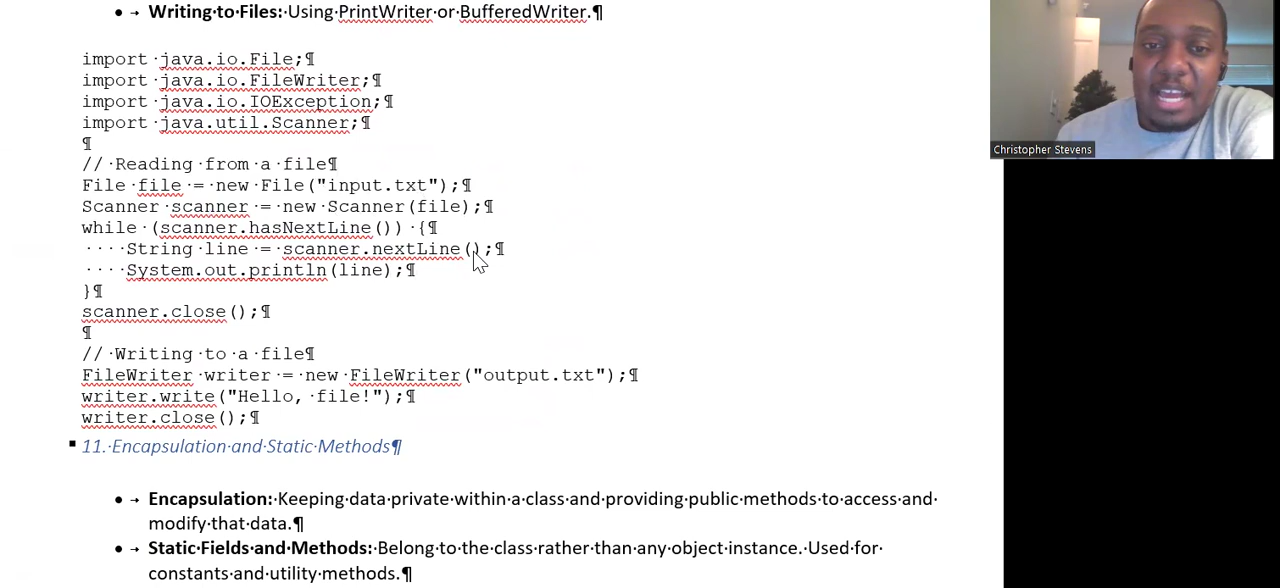 • → Writing to Files: Using PrintWriter or BufferedWriter.¶
import java.io.File;¶
import java.io.FileWriter;¶
import java.io.IOException;¶
import java.util.Scanner;¶
¶
// Reading from a file¶
File file = new File("input.txt");¶
Scanner scanner = new Scanner(file);¶
while (scanner.hasNextLine()) {¶
····String line = scanner.nextLine();¶
····System.out.println(line);¶
}¶
scanner.close();¶
¶
// Writing to a file¶
FileWriter writer = new FileWriter("output.txt");¶
writer.write("Hello, file!");¶
writer.close();¶
▪ 11. Encapsulation and Static Methods¶
• → Encapsulation: Keeping data private within a class and providing public methods to access and
modify that data.¶
• → Static Fields and Methods: Belong to the class rather than any object instance. Used for
constants and utility methods.¶
Christopher Stevens